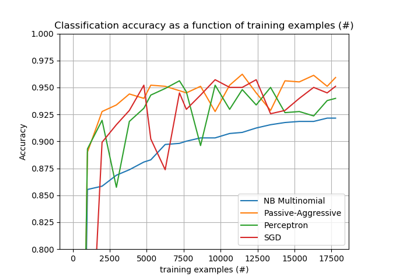 Classification accuracy as a function of training examples (#)
1.000
0.975
0.950
0.925
0.900
0.875
0.850
0.825
0.800
Accuracy
NB Multinomial
Passive-Aggressive
Perceptron
SGD
0 2500 5000 7500 10000 12500 15000 17500
training examples (#)